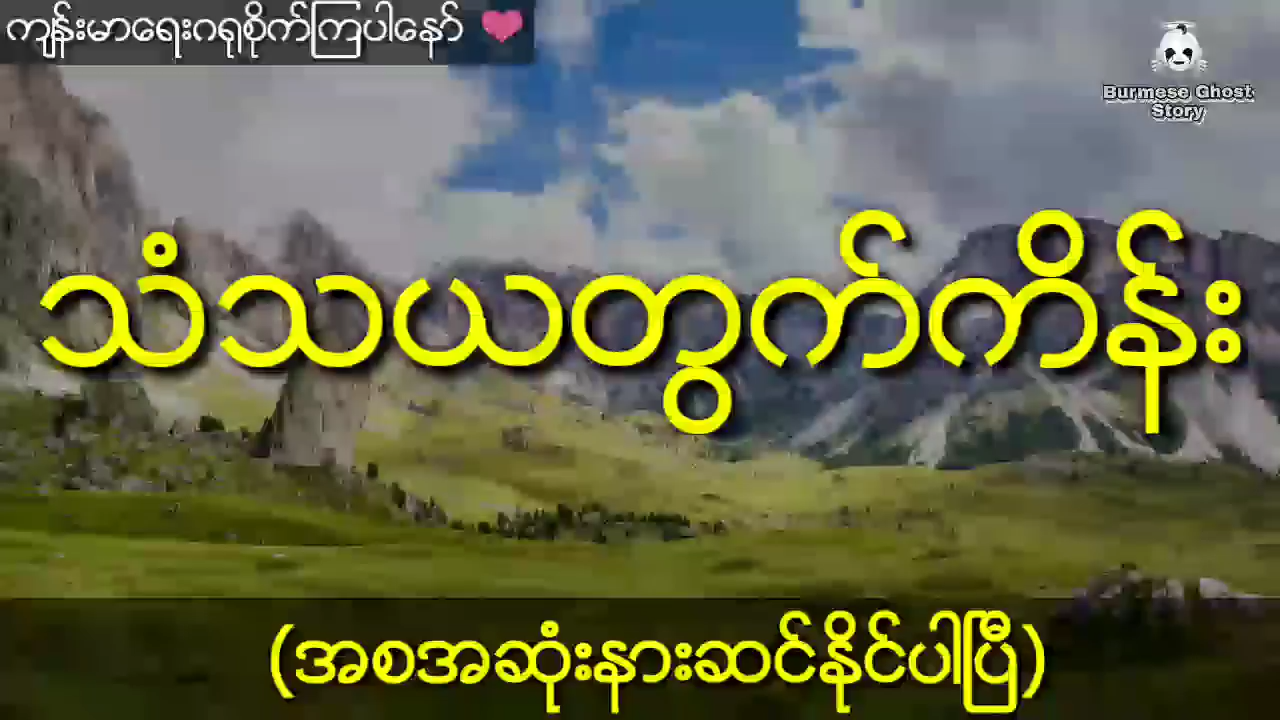 ကျန်းမာရေးဂရုစိုက်ကြပါနော် ❤
Burmese Ghost
Story
သံသယတွက်ကိန်း
(အစအဆုံးနားဆင်နိုင်ပါပြီ)